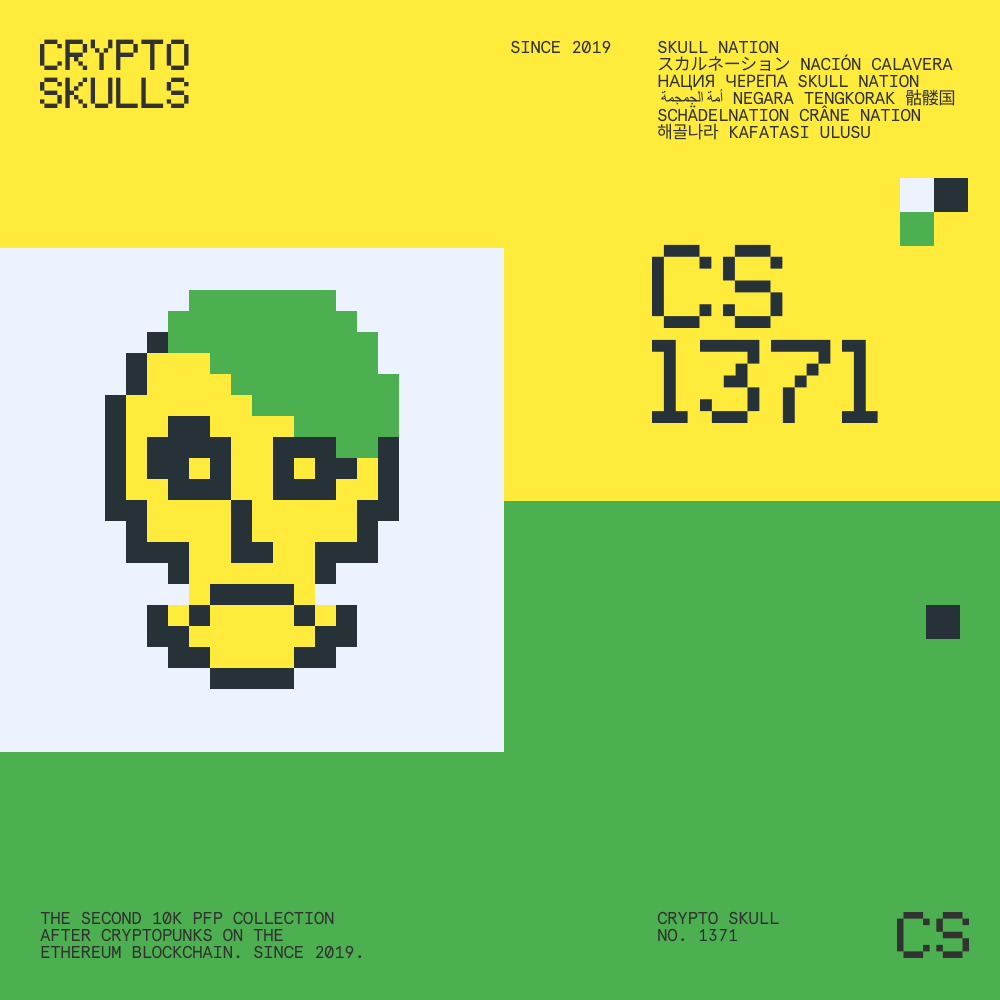 CRYPTO
SKULLS
SINCE 2019
SKULL NATION
スカルネーション NACIÓN CALAVERA
НАЦИЯ ЧЕРЕПА SKULL NATION
أمة الجمجمة NEGARA TENGKORAK 骷髅国
SCHÄDELNATION CRÂNE NATION
해골나라 KAFATASI ULUSU
CS
1371
THE SECOND 10K PFP COLLECTION
AFTER CRYPTOPUNKS ON THE
ETHEREUM BLOCKCHAIN. SINCE 2019.
CRYPTO SKULL
NO. 1371
CS